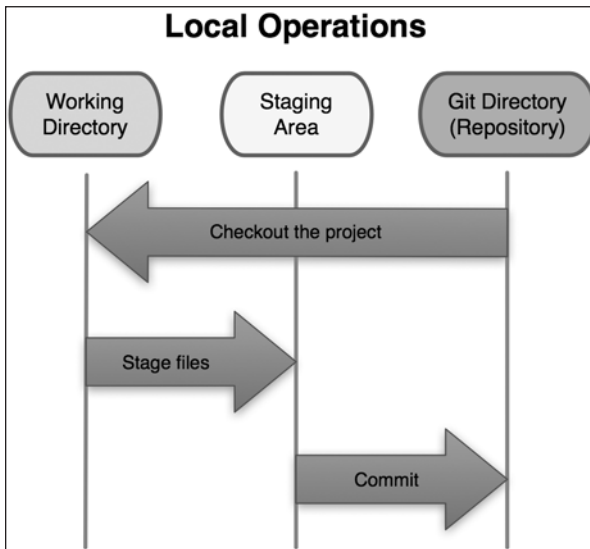 Local Operations
Working
Directory
Staging
Area
Git Directory
(Repository)
Checkout the project
Stage files
Commit